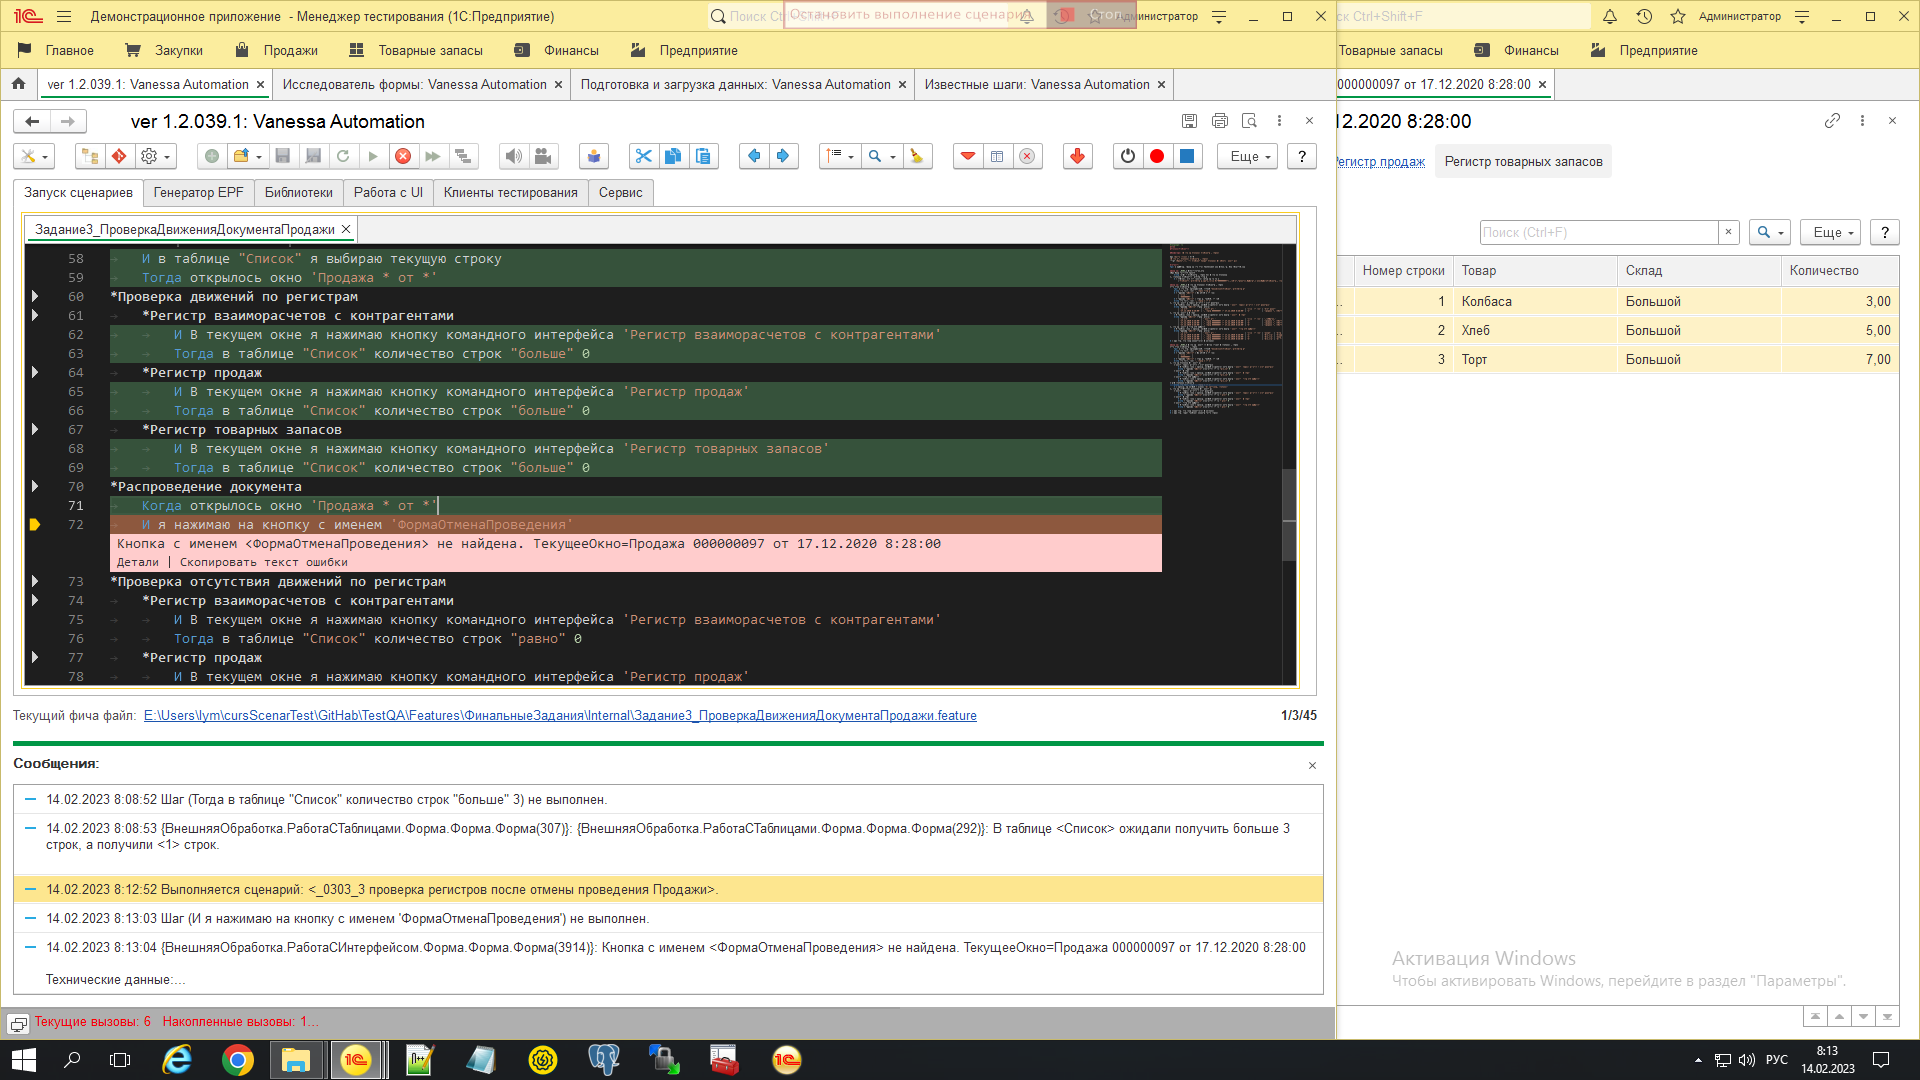 Демонстрационное приложение - Менеджер тестирования (1С:Предприятие)
Поиск Ctrl+Shift+F
Остановить выполнение сценария
Стоп
Администратор
Ctrl+Shift+F
Администратор
Главное
Закупки
Продажи
Товарные запасы
Финансы
Предприятие
Товарные запасы
Финансы
Предприятие
ver 1.2.039.1: Vanessa Automation
Исследователь формы: Vanessa Automation
Подготовка и загрузка данных: Vanessa Automation
Известные шаги: Vanessa Automation
000000097 от 17.12.2020 8:28:00
ver 1.2.039.1: Vanessa Automation
12.2020 8:28:00
Еще
?
Регистр продаж
Регистр товарных запасов
Запуск сценариев
Генератор EPF
Библиотеки
Работа с UI
Клиенты тестирования
Сервис
Задание3_ПроверкаДвиженияДокументаПродажи
Поиск (Ctrl+F)
Еще
?
58 И в таблице "Список" я выбираю текущую строку
59 Тогда открылось окно 'Продажа * от *'
60 *Проверка движений по регистрам
61 *Регистр взаиморасчетов с контрагентами
62 И В текущем окне я нажимаю кнопку командного интерфейса 'Регистр взаиморасчетов с контрагентами'
63 Тогда в таблице "Список" количество строк "больше" 0
64 *Регистр продаж
65 И В текущем окне я нажимаю кнопку командного интерфейса 'Регистр продаж'
66 Тогда в таблице "Список" количество строк "больше" 0
67 *Регистр товарных запасов
68 И В текущем окне я нажимаю кнопку командного интерфейса 'Регистр товарных запасов'
69 Тогда в таблице "Список" количество строк "больше" 0
70 *Распроведение документа
71 Когда открылось окно 'Продажа * от *'
72 И я нажимаю на кнопку с именем 'ФормаОтменаПроведения'
Кнопка с именем <ФормаОтменаПроведения> не найдена. ТекущееОкно=Продажа 000000097 от 17.12.2020 8:28:00
Детали | Скопировать текст ошибки
73 *Проверка отсутствия движений по регистрам
74 *Регистр взаиморасчетов с контрагентами
75 И В текущем окне я нажимаю кнопку командного интерфейса 'Регистр взаиморасчетов с контрагентами'
76 Тогда в таблице "Список" количество строк "равно" 0
77 *Регистр продаж
78 И В текущем окне я нажимаю кнопку командного интерфейса 'Регистр продаж'
Номер строки Товар Склад Количество
1 Колбаса Большой 3,00
2 Хлеб Большой 5,00
3 Торт Большой 7,00
Текущий фича файл: E:\Users\lym\cursScenarTest\GitHab\TestQA\Features\ФинальныеЗадания\Internal\Задание3_ПроверкаДвиженияДокументаПродажи.feature
1/3/45
Сообщения:
14.02.2023 8:08:52 Шаг (Тогда в таблице "Список" количество строк "больше" 3) не выполнен.
14.02.2023 8:08:53 {ВнешняяОбработка.РаботаСТаблицами.Форма.Форма.Форма(307)}: {ВнешняяОбработка.РаботаСТаблицами.Форма.Форма.Форма(292)}: В таблице <Список> ожидали получить больше 3
строк, а получили <1> строк.
14.02.2023 8:12:52 Выполняется сценарий: <_0303_3 проверка регистров после отмены проведения Продажи>.
14.02.2023 8:13:03 Шаг (И я нажимаю на кнопку с именем 'ФормаОтменаПроведения') не выполнен.
14.02.2023 8:13:04 {ВнешняяОбработка.РаботаСИнтерфейсом.Форма.Форма.Форма(3914)}: Кнопка с именем <ФормаОтменаПроведения> не найдена. ТекущееОкно=Продажа 000000097 от 17.12.2020 8:28:00
Технические данные:...
Активация Windows
Чтобы активировать Windows, перейдите в раздел "Параметры".
Текущие вызовы: 6 Накопленные вызовы: 1...
РУС
8:13
14.02.2023